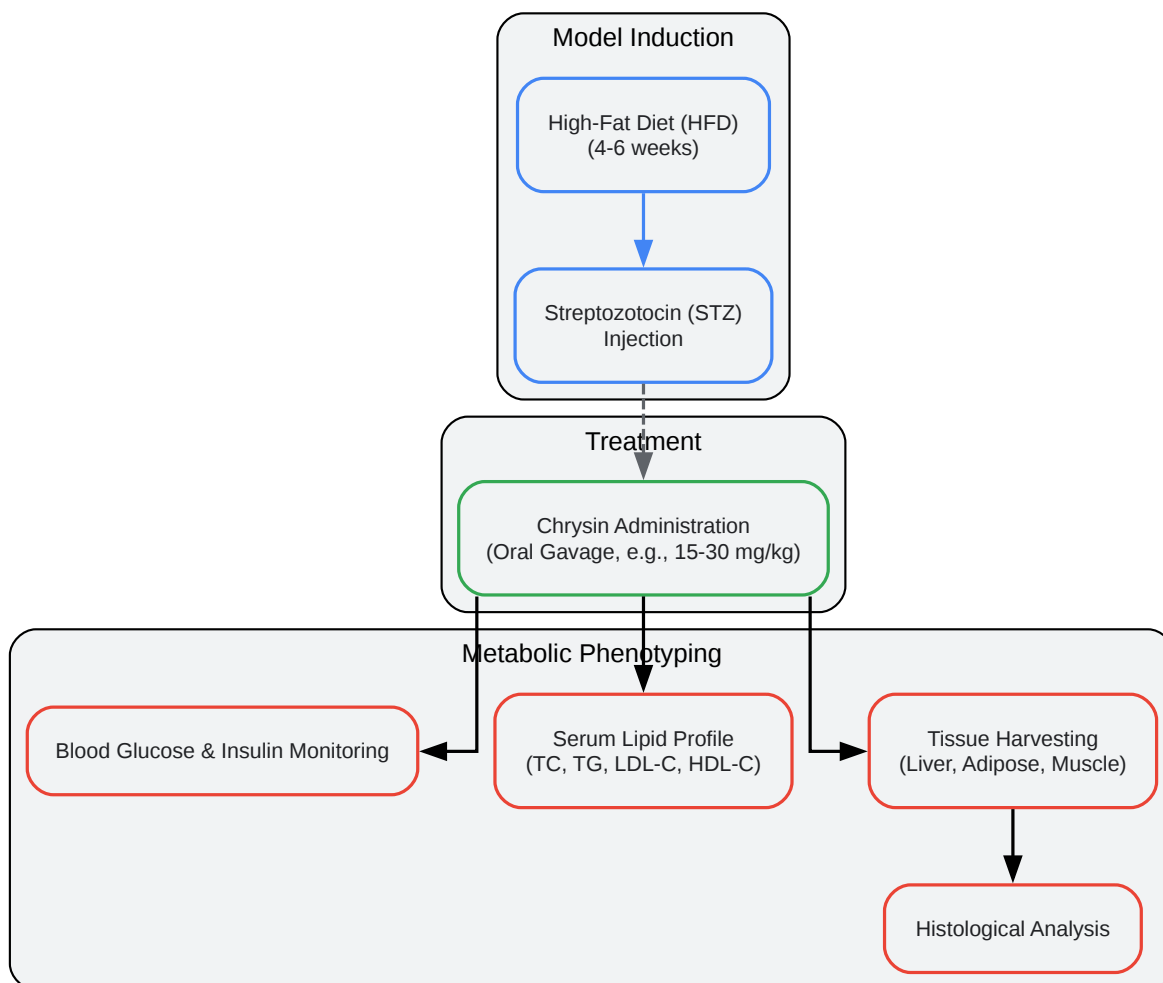 Model Induction
High-Fat Diet (HFD)
(4-6 weeks)
Streptozotocin (STZ)
Injection
Treatment
Chrysin Administration
(Oral Gavage, e.g., 15-30 mg/kg)
Metabolic Phenotyping
Blood Glucose & Insulin Monitoring
Serum Lipid Profile
(TC, TG, LDL-C, HDL-C)
Tissue Harvesting
(Liver, Adipose, Muscle)
Histological Analysis